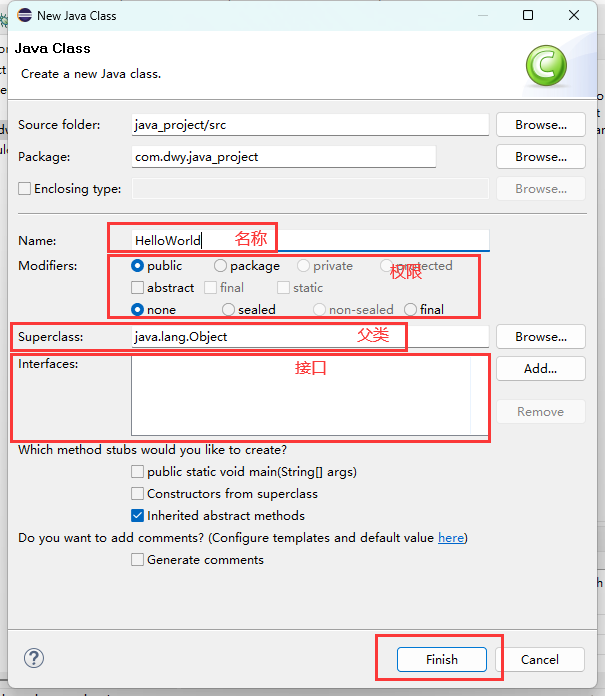 New Java Class
Java Class
Create a new Java class.
Source folder: java_project/src Browse...
Package: com.dwy.java_project Browse...
Enclosing type: Browse...
Name: HelloWorld 名称
Modifiers: public package private protected
权限
abstract final static
none sealed non-sealed final
Superclass: java.lang.Object 父类 Browse...
Interfaces: 接口 Add...
Remove
Which method stubs would you like to create?
public static void main(String[] args)
Constructors from superclass
Inherited abstract methods
Do you want to add comments? (Configure templates and default value here)
Generate comments
? Finish Cancel